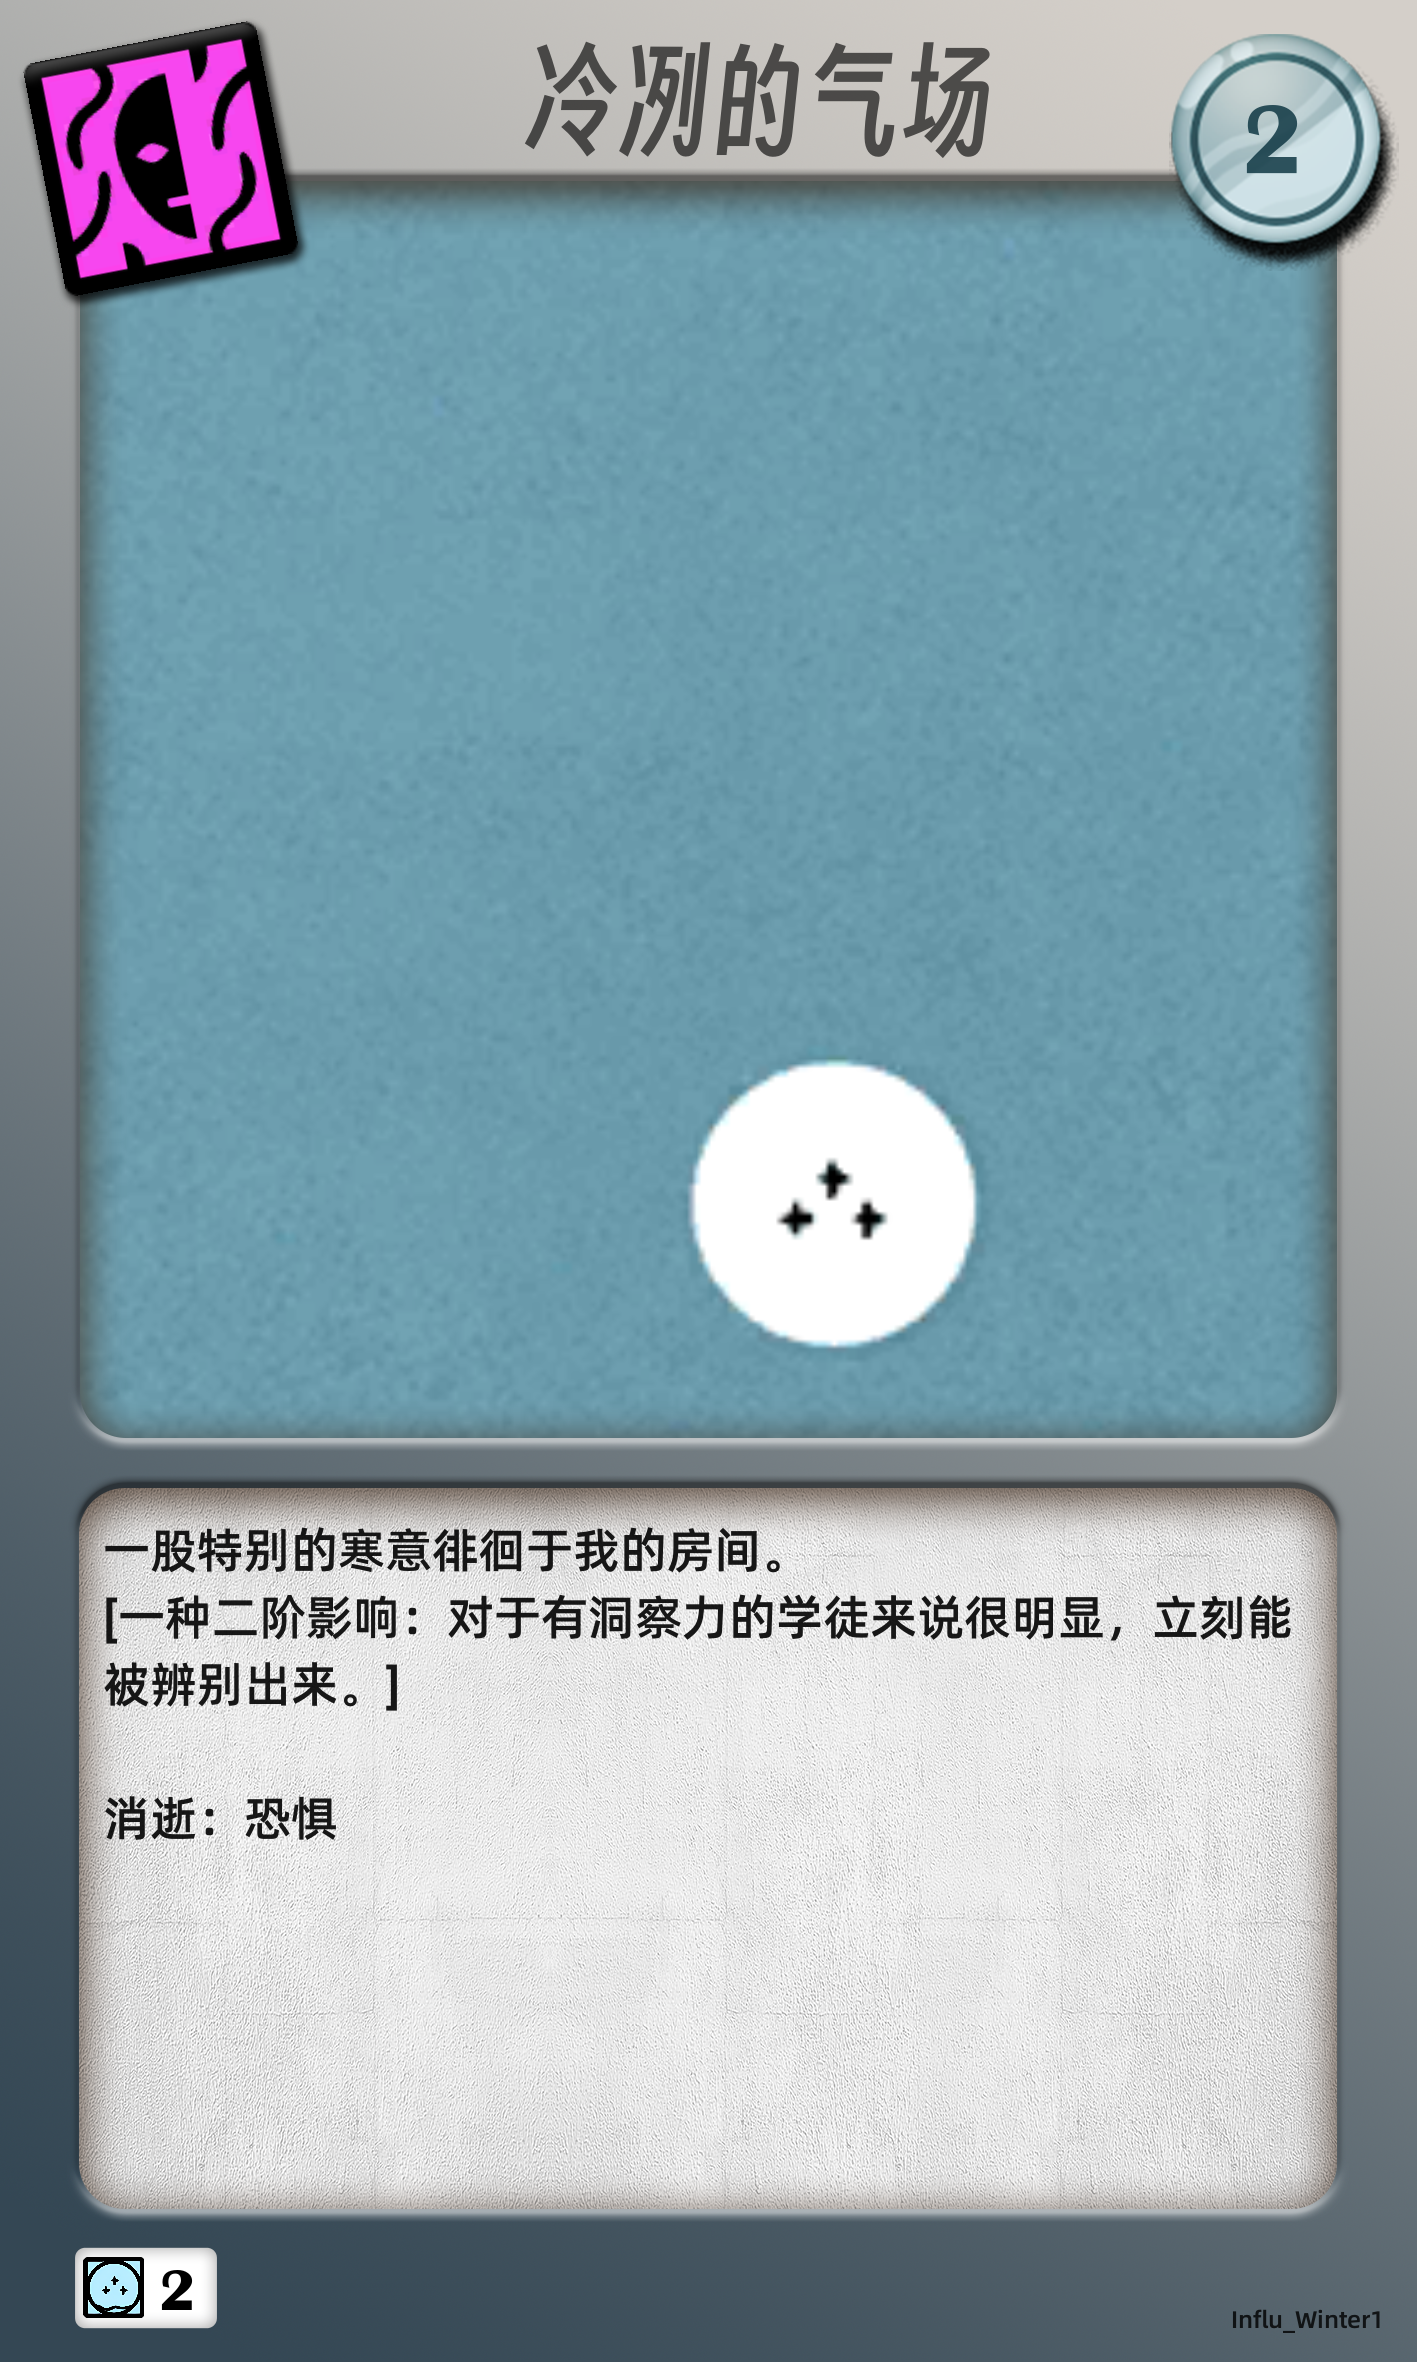 冷冽的气场
2
一股特别的寒意徘徊于我的房间。
[一种二阶影响：对于有洞察力的学徒来说很明显，立刻能
被辨别出来。]
消逝：恐惧
2
Influ_Winter1